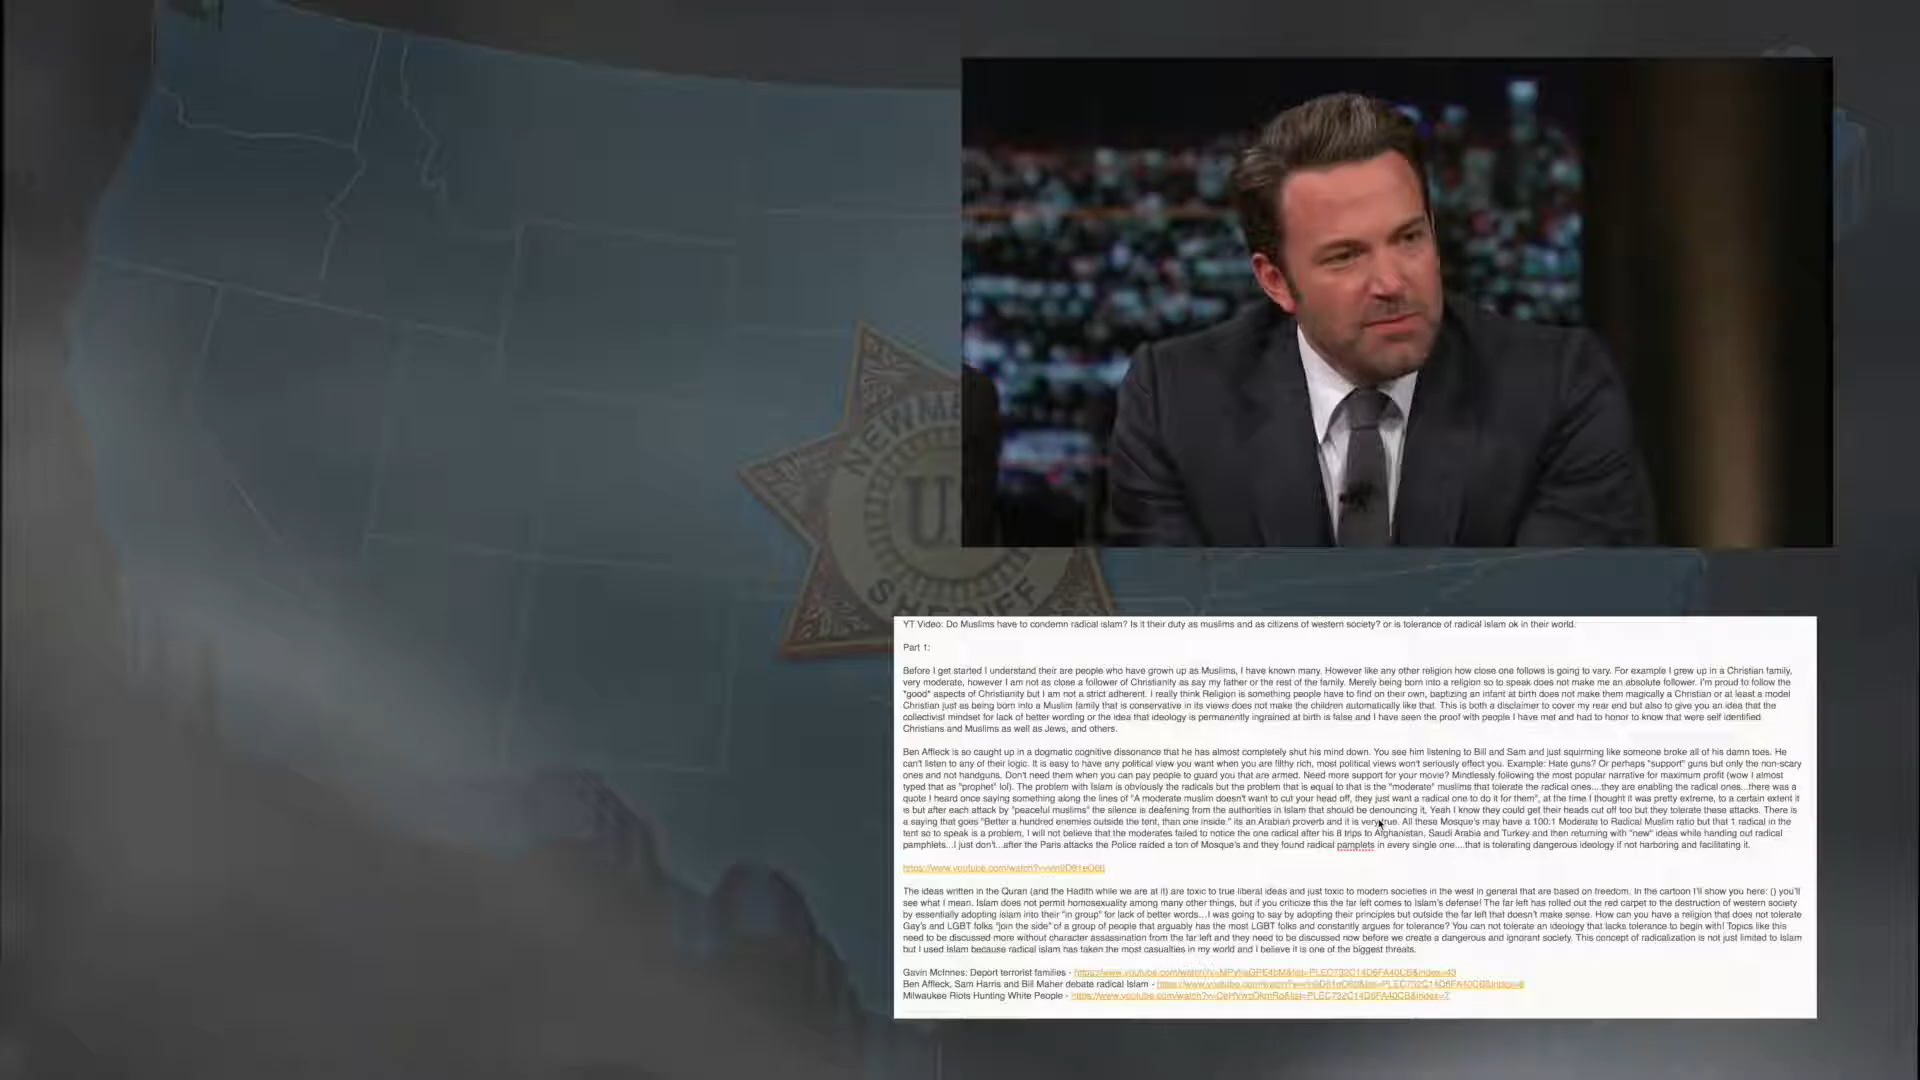 NEWM
U.
SHERIFF
YT Video: Do Muslims have to condemn radical islam? Is it their duty as muslims and as citizens of western society? or is tolerance of radical Islam ok in their world.
Part 1:
Before I get started I understand their are people who have grown up as Muslims, I have known many. However like any other religion how close one follows is going to vary. For example I grew up in a Christian family,
very moderate, however I am not as close a follower of Christianity as say my father or the rest of the family. Merely being born into a religion so to speak does not make me an absolute follower. I'm proud to follow the
"good" aspects of Christianity but I am not a strict adherent. I really think Religion is something people have to find on their own, baptizing an infant at birth does not make them magically a Christian or at least a model
Christian just as being born into a Muslim family that is conservative in its views does not make the children automatically like that. This is both a disclaimer to cover my rear end but also to give you an idea that the
collectivist mindset for lack of better wording or the idea that ideology is permanently ingrained at birth is false and I have seen the proof with people I have met and had to honor to know that were self identified
Christians and Muslims as well as Jews, and others.
Ben Affleck is so caught up in a dogmatic cognitive dissonance that he has almost completely shut his mind down. You see him listening to Bill and Sam and just squirming like someone broke all of his damn toes. He
can't listen to any of their logic. It is easy to have any political view you want when you are filthy rich, most political views won't seriously effect you. Example: Hate guns? Or perhaps "support" guns but only the non-scary
ones and not handguns. Don't need them when you can pay people to guard you that are armed. Need more support for your movie? Mindlessly following the most popular narrative for maximum profit (wow I almost
typed that as "prophet" lol). The problem with Islam is obviously the radicals but the problem that is equal to that is the "moderate" muslims that tolerate the radical ones....they are enabling the radical ones...there was a
quote I heard once saying something along the lines of "A moderate muslim doesn't want to cut your head off, they just want a radical one to do it for them", at the time I thought it was pretty extreme, to a certain extent it
is but after each attack by "peaceful muslims" the silence is deafening from the authorities in Islam that should be denouncing it, Yeah I know they could get their heads cut off too but they tolerate these attacks. There is
a saying that goes "Better a hundred enemies outside the tent, than one inside." its an Arabian proverb and it is very true. All these Mosque's may have a 100:1 Moderate to Radical Muslim ratio but that 1 radical in the
tent so to speak is a problem, I will not believe that the moderates failed to notice the one radical after his 8 trips to Afghanistan, Saudi Arabia and Turkey and then returning with "new" ideas while handing out radical
pamphlets...I just don't...after the Paris attacks the Police raided a ton of Mosque's and they found radical pamplets in every single one....that is tolerating dangerous ideology if not harboring and facilitating it.
The ideas written in the Quran (and the Hadith while we are at it) are toxic to true liberal ideas and just toxic to modern societies in the west in general that are based on freedom. In the cartoon I'll show you here: () you'll
see what I mean. Islam does not permit homosexuality among many other things, but if you criticize this the far left comes to Islam's defense! The far left has rolled out the red carpet to the destruction of western society
by essentially adopting islam into their "in group" for lack of better words...I was going to say by adopting their principles but outside the far left that doesn't make sense. How can you have a religion that does not tolerate
Gay's and LGBT folks "join the side" of a group of people that arguably has the most LGBT folks and constantly argues for tolerance? You can not tolerate an ideology that lacks tolerance to begin with! Topics like this
need to be discussed more without character assassination from the far left and they need to be discussed now before we create a dangerous and ignorant society. This concept of radicalization is not just limited to Islam
but I used Islam because radical islam has taken the most casualties in my world and I believe it is one of the biggest threats.
Gavin McInnes: Deport terrorist families -
Ben Affleck, Sam Harris and Bill Maher debate radical Islam -
Milwaukee Riots Hunting White People -